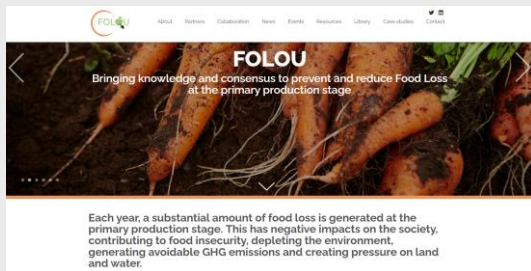 FOLOU
About Partners Collaboration News Events Resources Library Case studies Contact
FOLOU
Bringing knowledge and consensus to prevent and reduce Food Loss
at the primary production stage
Each year, a substantial amount of food loss is generated at the
primary production stage. This has negative impacts on the society,
contributing to food insecurity, depleting the environment,
generating avoidable GHG emissions and creating pressure on land
and water.